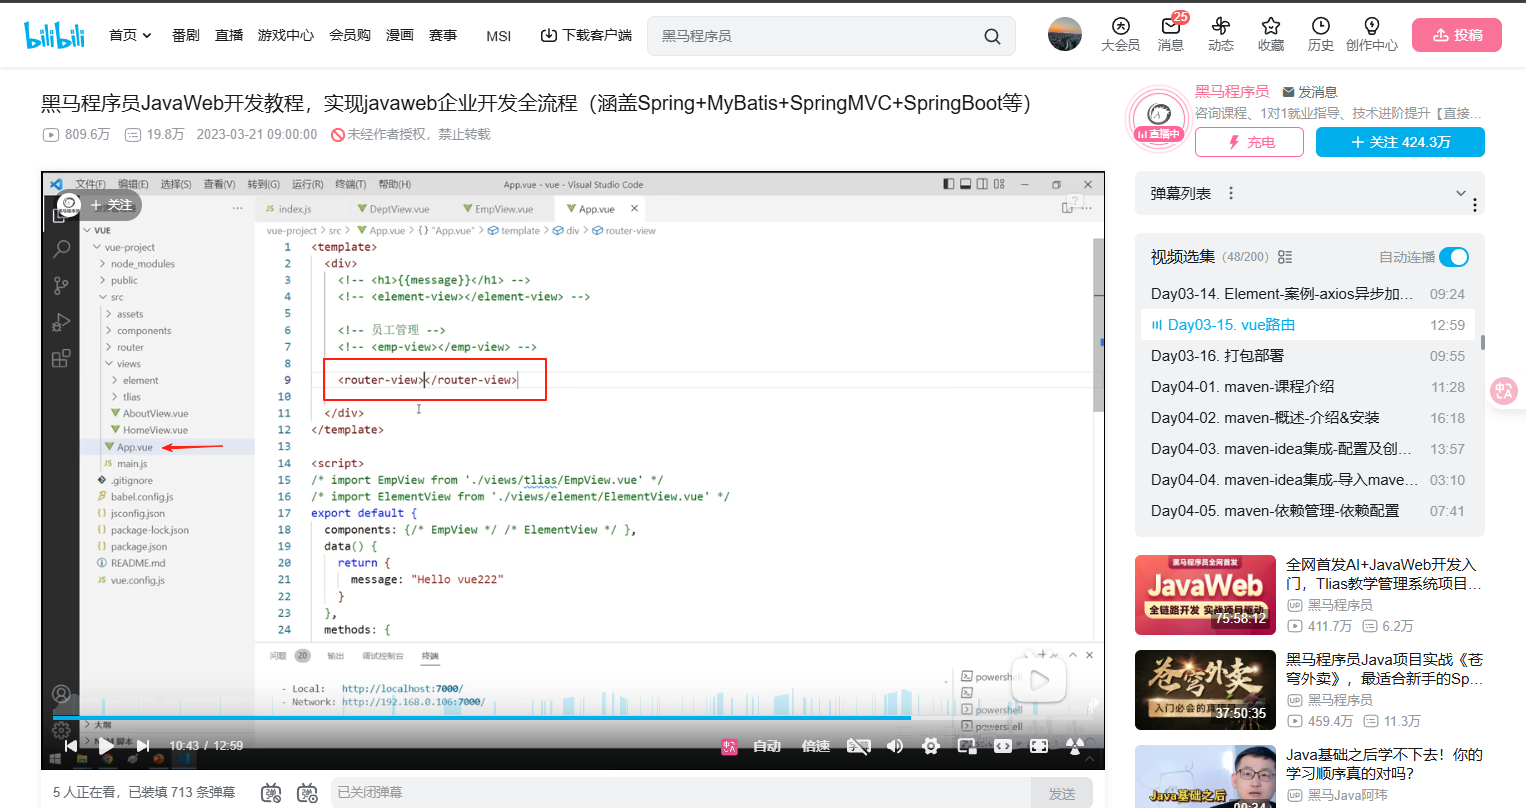 bilibili
首页
番剧
直播
游戏中心
会员购
漫画
赛事
MSI
下载客户端
黑马程序员
大会员
25
消息
动态
收藏
历史
创作中心
投稿
黑马程序员JavaWeb开发教程，实现javaweb企业开发全流程（涵盖Spring+MyBatis+SpringMVC+SpringBoot等）
809.6万 19.8万 2023-03-21 09:00:00 未经作者授权，禁止转载
文件(F) 编辑(E) 选择(S) 查看(V) 转到(G) 运行(R) 终端(T) 帮助(H) App.vue - vue - Visual Studio Code
+ 关注
JS index.js DeptView.vue EmpView.vue App.vue
vue-project > src > App.vue > {} "App.vue" > template > div > router-view
VUE
vue-project
node_modules
public
src
assets
components
router
views
element
tlias
AboutView.vue
HomeView.vue
App.vue
JS main.js
.gitignore
babel.config.js
jsconfig.json
package-lock.json
package.json
README.md
JS vue.config.js
大纲
NPM 脚本
1 <template>
2 <div>
3 <!-- <h1>{{message}}</h1> -->
4 <!-- <element-view></element-view> -->
5
6 <!-- 员工管理 -->
7 <!-- <emp-view></emp-view> -->
8
9 <router-view></router-view>
10
11 </div>
12 </template>
13
14 <script>
15 /* import EmpView from './views/tlias/EmpView.vue' */
16 /* import ElementView from './views/element/ElementView.vue' */
17 export default {
18 components: {/* EmpView */ /* ElementView */ },
19 data() {
20 return {
21 message: "Hello vue222"
22 }
23 },
24 methods: {
问题 20 输出 调试控制台 终端
- Local: http://localhost:7000/
- Network: http://192.168.0.106:7000/
powershell
powershell
powershell
10:43 / 12:59
自动
倍速
5 人正在看，已装填 713 条弹幕
已关闭弹幕
发送
直播中
黑马程序员 发消息
咨询课程、1对1就业指导、技术进阶提升【直接...
充电
+ 关注 424.3万
弹幕列表
视频选集 (48/200) 自动连播
Day03-14. Element-案例-axios异步加... 09:24
Day03-15. vue路由 12:59
Day03-16. 打包部署 09:55
Day04-01. maven-课程介绍 11:28
Day04-02. maven-概述-介绍&安装 16:18
Day04-03. maven-idea集成-配置及创... 13:57
Day04-04. maven-idea集成-导入mave... 03:10
Day04-05. maven-依赖管理-依赖配置 07:41
黑马程序员全网首发
JavaWeb
全链路开发 实战项目驱动
75:58:12
全网首发AI+JavaWeb开发入
门，Tlias教学管理系统项目...
UP 黑马程序员
411.7万 6.2万
苍穹外卖
37:50:35
黑马程序员Java项目实战《苍
穹外卖》，最适合新手的Sp...
UP 黑马程序员
459.4万 11.3万
Java基础之后
00:34
Java基础之后学不下去！你的
学习顺序真的对吗?
UP 黑马Java阿玮